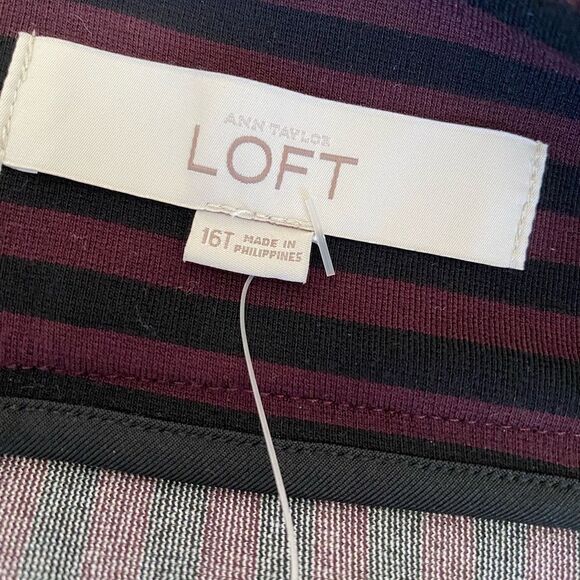 ANN TAYLOR
LOFT
16T MADE IN
PHILIPPINES